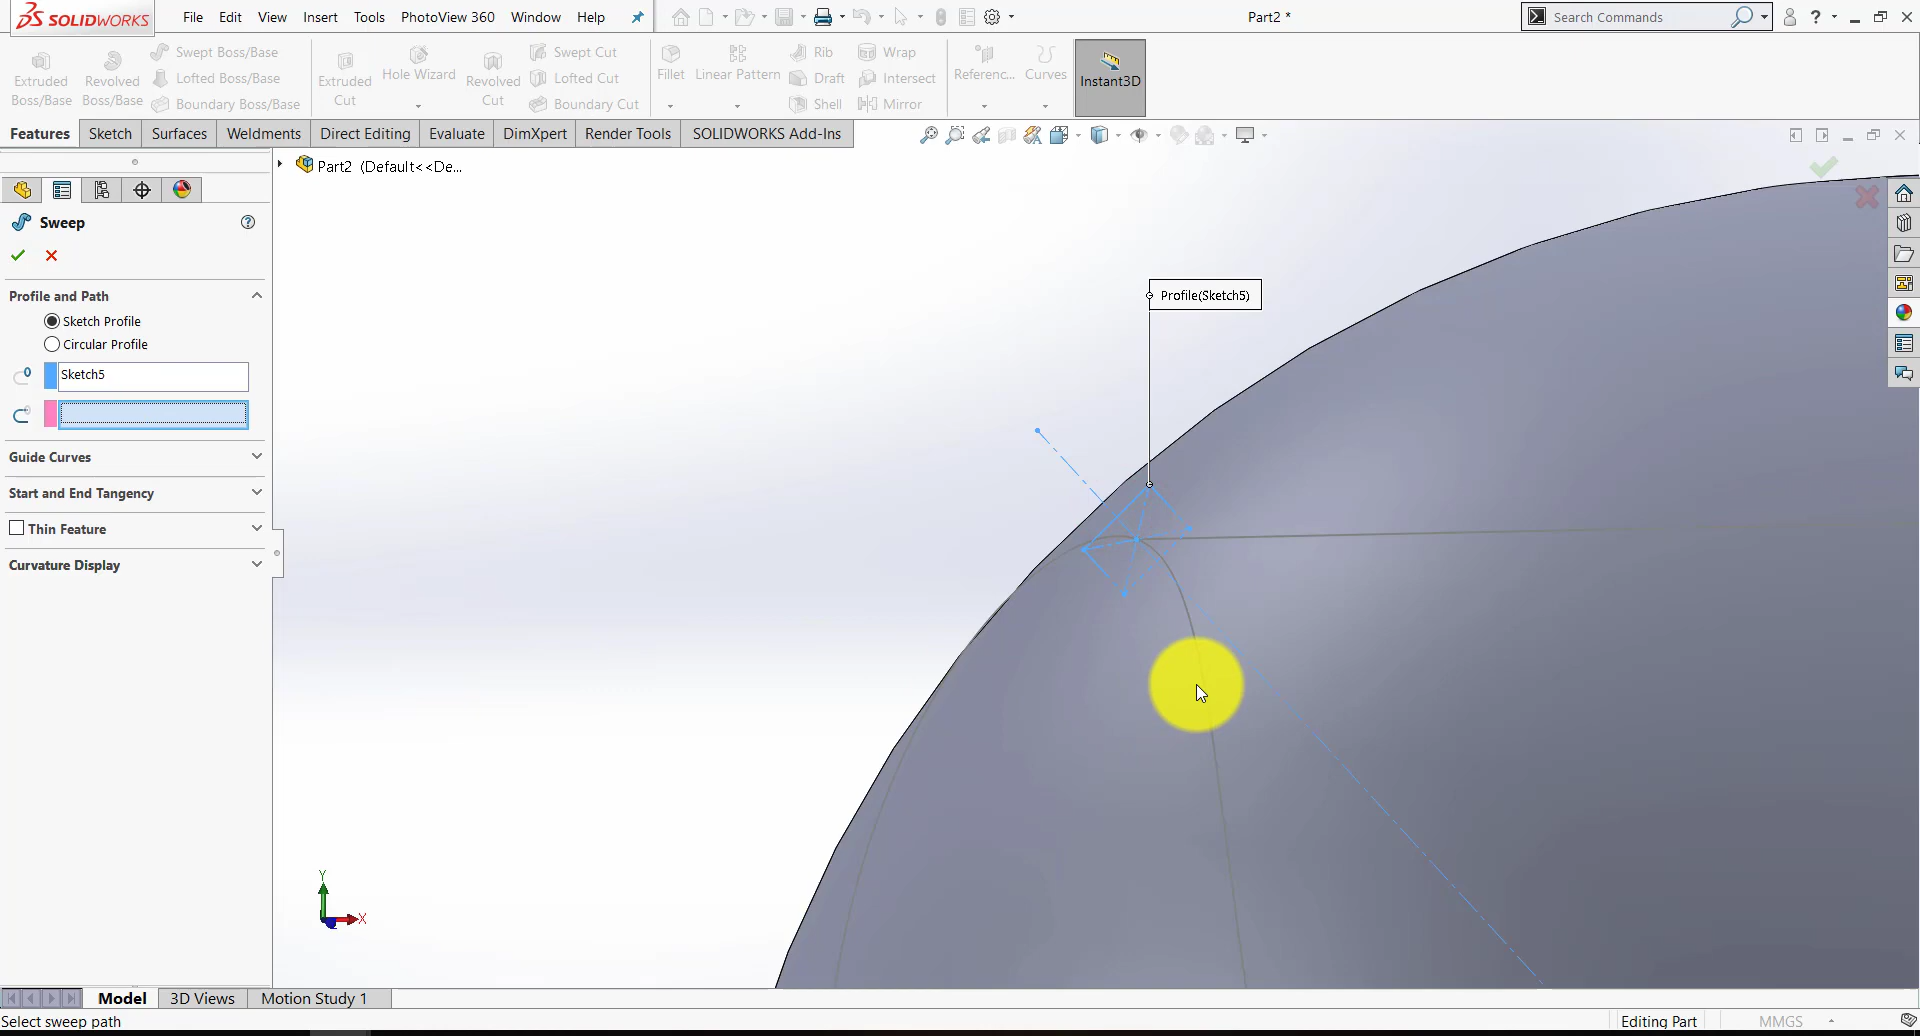 SOLIDWORKS File Edit View Insert Tools PhotoView 360 Window Help Part2 * Search Commands ?
Extruded Boss/Base
Revolved Boss/Base
Swept Boss/Base
Lofted Boss/Base
Boundary Boss/Base
Extruded Cut
Hole Wizard
Revolved Cut
Swept Cut
Lofted Cut
Boundary Cut
Fillet
Linear Pattern
Rib
Draft
Shell
Wrap
Intersect
Mirror
Referenc...
Curves
Instant3D
Features Sketch Surfaces Weldments Direct Editing Evaluate DimXpert Render Tools SOLIDWORKS Add-Ins
Part2 (Default<<De...
Sweep ?
Profile and Path
Sketch Profile
Circular Profile
Sketch5
Guide Curves
Start and End Tangency
Thin Feature
Curvature Display
Profile(Sketch5)
Y
X
Model 3D Views Motion Study 1
Select sweep path Editing Part MMGS